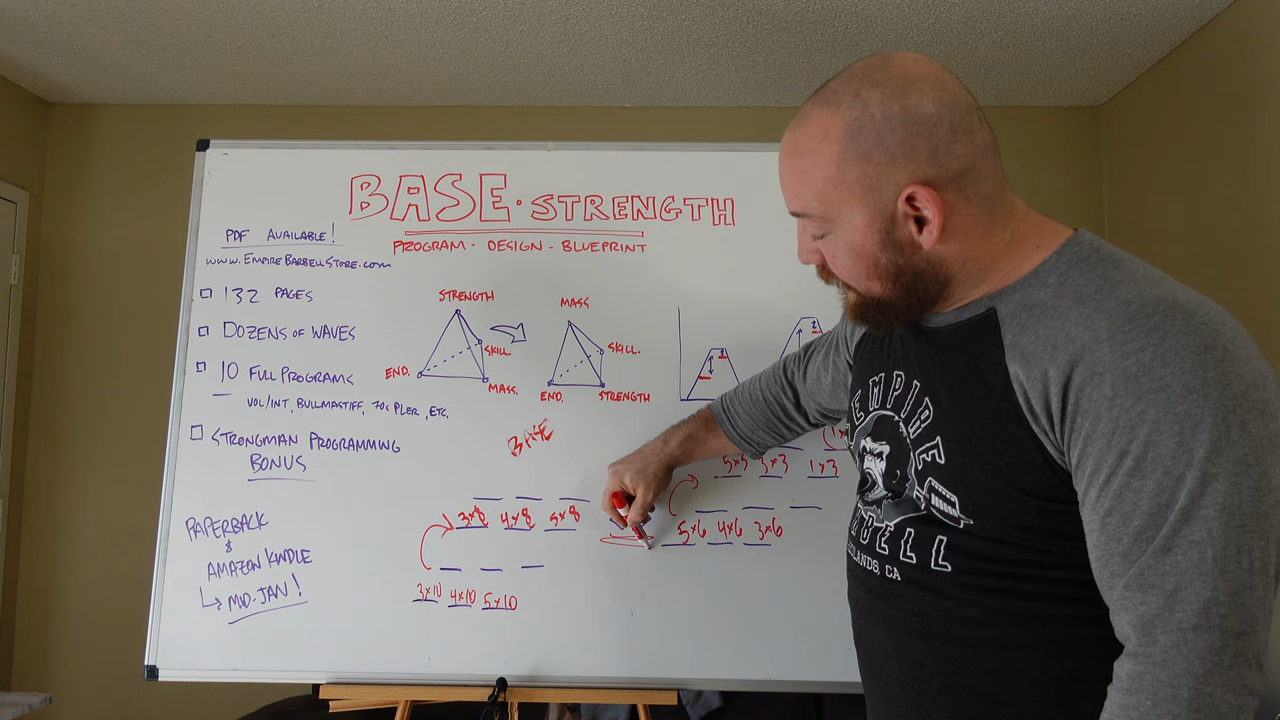 BASE · STRENGTH
PROGRAM - DESIGN - BLUEPRINT
PDF AVAILABLE!
www.EmpireBarbellStore.com
132 PAGES
DOZENS OF WAVES
10 FULL PROGRAMS
VOL/INT, BULLMASTIFF, 70s PLER, ETC.
STRONGMAN PROGRAMMING
BONUS
PAPERBACK
&
AMAZON KINDLE
MID-JAN!
STRENGTH
SKILL
END.
MASS.
MASS
SKILL.
END.
STRENGTH
BASE
3x8 4x8 5x8
3x10 4x10 5x10
5x3 3x3 1x3
5x6 4x6 3x6
EMPIRE
BARBELL